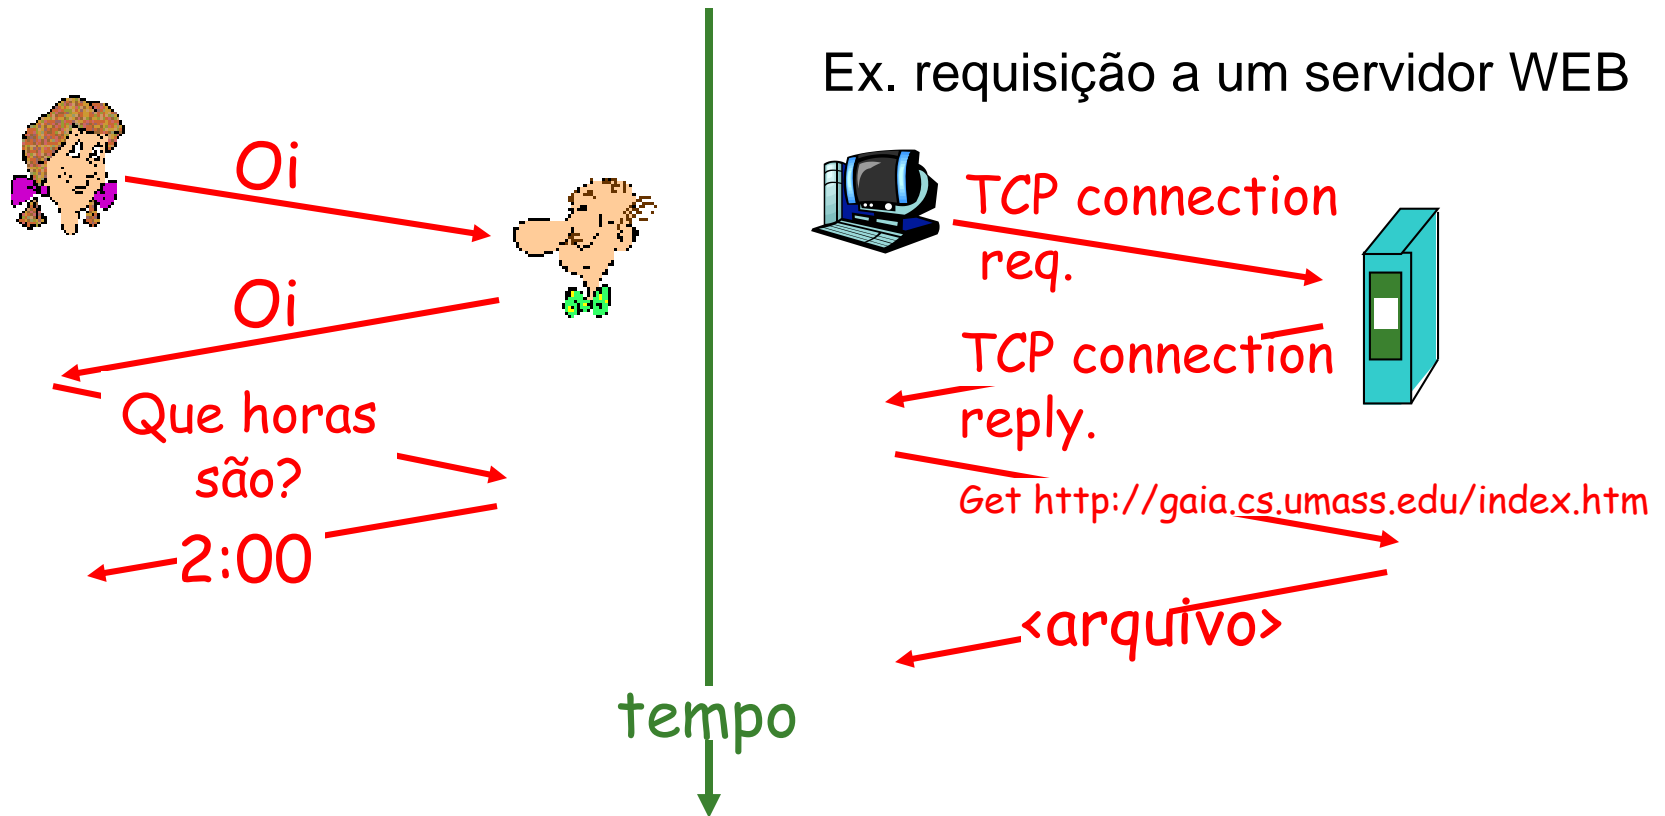 Ex. requisição a um servidor WEB
Oi
Oi
Que horas
são?
2:00
TCP connection
req.
TCP connection
reply.
Get http://gaia.cs.umass.edu/index.htm
<arquivo>
tempo